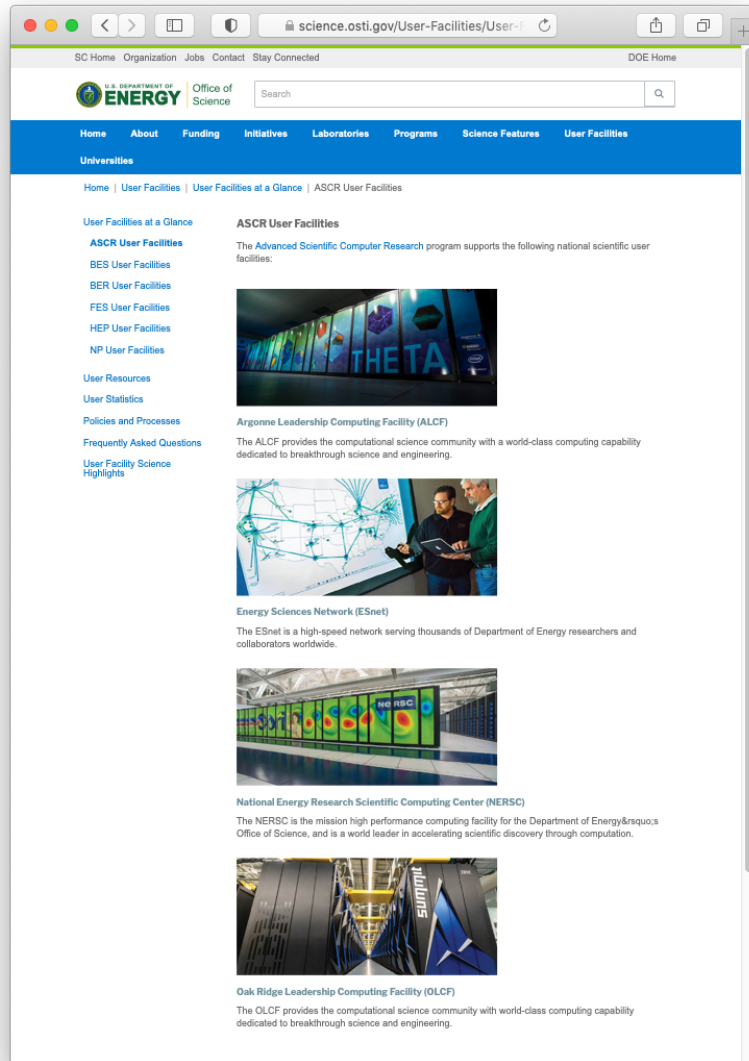 science.osti.gov/User-Facilities/User-F
SC Home Organization Jobs Contact Stay Connected DOE Home
U.S. DEPARTMENT OF
ENERGY
Office of
Science
Search
Home About Funding Initiatives Laboratories Programs Science Features User Facilities
Universities
Home | User Facilities | User Facilities at a Glance | ASCR User Facilities
User Facilities at a Glance
ASCR User Facilities
BES User Facilities
BER User Facilities
FES User Facilities
HEP User Facilities
NP User Facilities
User Resources
User Statistics
Policies and Processes
Frequently Asked Questions
User Facility Science
Highlights
ASCR User Facilities
The Advanced Scientific Computer Research program supports the following national scientific user
facilities:
THETA
Argonne Leadership Computing Facility (ALCF)
The ALCF provides the computational science community with a world-class computing capability
dedicated to breakthrough science and engineering.
Energy Sciences Network (ESnet)
The ESnet is a high-speed network serving thousands of Department of Energy researchers and
collaborators worldwide.
NERSC
National Energy Research Scientific Computing Center (NERSC)
The NERSC is the mission high performance computing facility for the Department of Energy&rsquo;s
Office of Science, and is a world leader in accelerating scientific discovery through computation.
SUMMIT
Oak Ridge Leadership Computing Facility (OLCF)
The OLCF provides the computational science community with world-class computing capability
dedicated to breakthrough science and engineering.